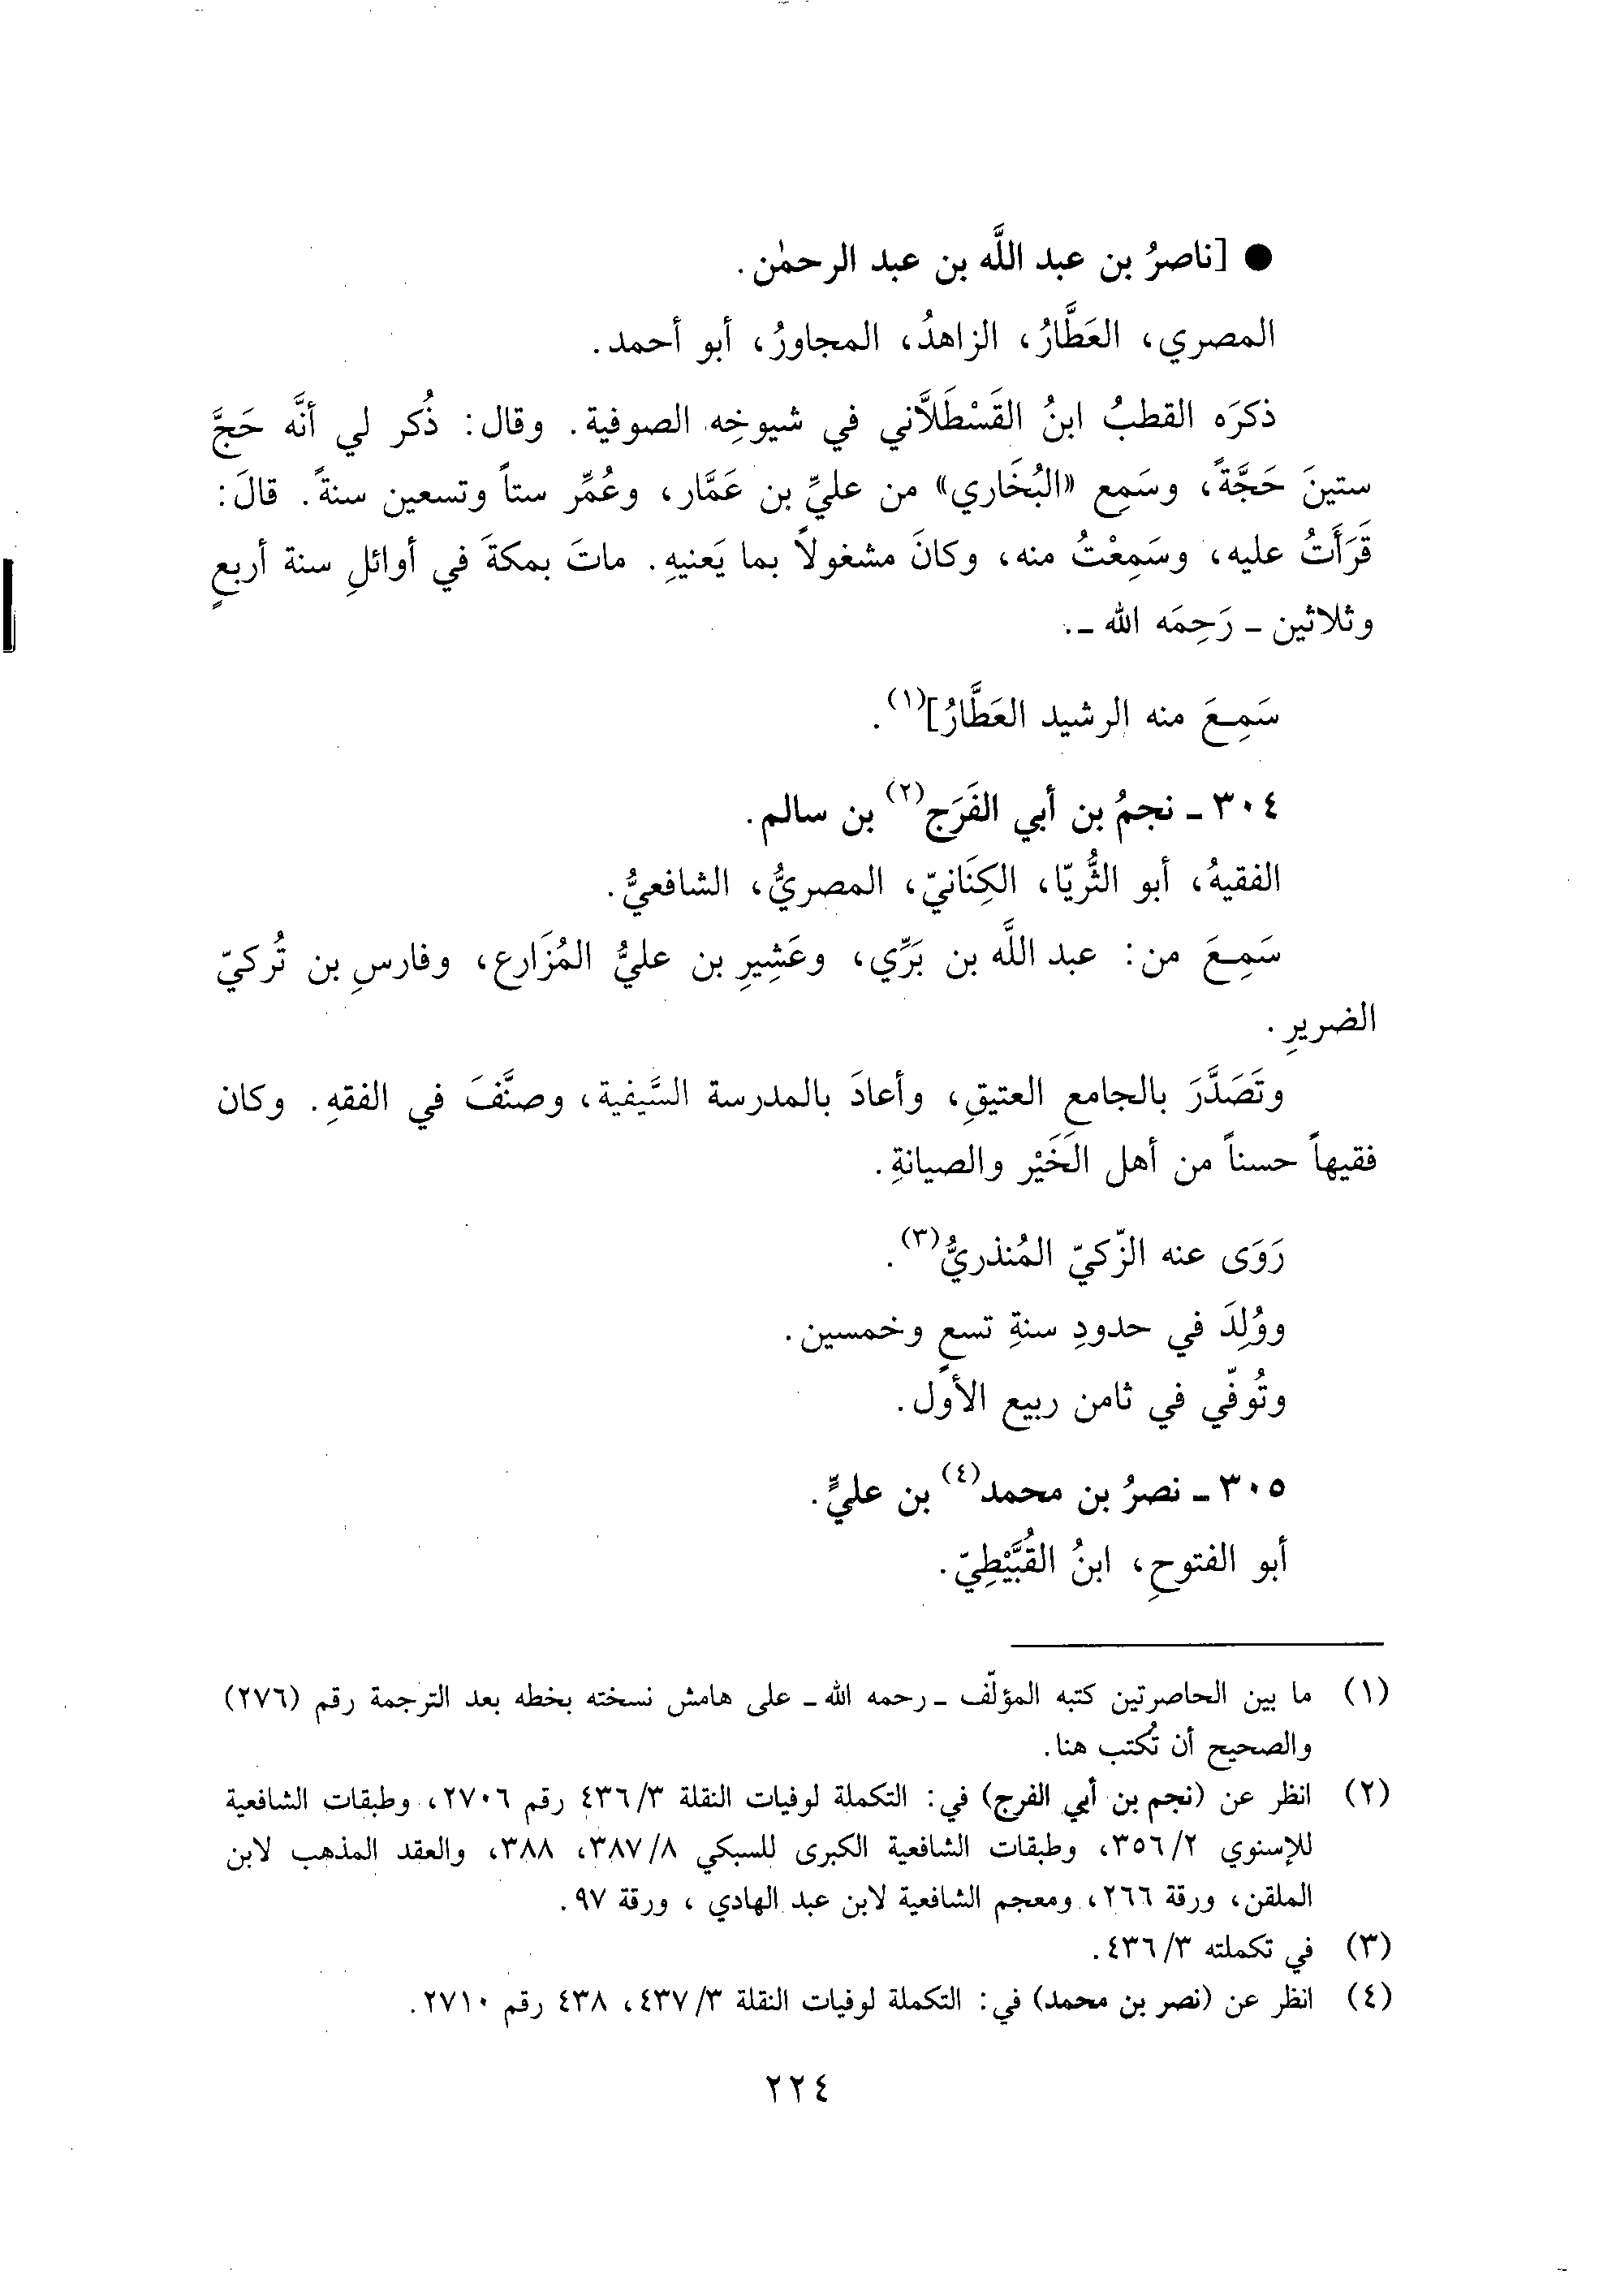 ● [ناصرُ بن عبد اللَّه بن عبد الرحمٰن.
المصري، العَطَّارُ، الزاهدُ، المجاورُ، أبو أحمد.
ذكرَه القطبُ ابنُ القَسْطَلاَّني في شيوخِه الصوفية. وقال: ذُكر لي أنَّه حَجَّ
ستينَ حَجَّةً، وسَمِع «البُخَاري» من عليِّ بن عَمَّار، وعُمِّر ستاً وتسعين سنةً. قالَ:
قَرَأَتُ عليه، وسَمِعْتُ منه، وكانَ مشغولاً بما يَعنيهِ. ماتَ بمكةَ في أوائلِ سنة أربعٍ
وثلاثين ـ رَحِمَه الله ـ.
سَمِعَ منه الرشيد العَطَّارُ](١).
٣٠٤ ـ نجمُ بن أبي الفَرَج(٢) بن سالم.
الفقيهُ، أبو الثُّريّا، الكِنَانيّ، المصريُّ، الشافعيُّ.
سَمِعَ من: عبد اللَّه بن بَرِّي، وعَشِيرِ بن عليُّ المُزَارع، وفارسِ بن تُركيّ
الضريرِ.
وتَصَدَّرَ بالجامع العتيقِ، وأعادَ بالمدرسة السَّيفية، وصنَّفَ في الفقهِ. وكان
فقيهاً حسناً من أهل الخَيْر والصيانةِ.
رَوَى عنه الزّكيّ المُنذريُّ(٣).
ووُلِدَ في حدودِ سنةِ تسعٍ وخمسين.
وتُوفّي في ثامن ربيع الأول.
٣٠٥ ـ نصرُ بن محمد(٤) بن عليٍّ.
أبو الفتوحِ، ابنُ القُبَّيْطِيّ.
(١) ما بين الحاصرتين كتبه المؤلّف ـ رحمه الله ـ على هامش نسخته بخطه بعد الترجمة رقم (٢٧٦)
والصحيح أن تُكتب هنا.
(٢) انظر عن (نجم بن أبي الفرج) في: التكملة لوفيات النقلة ٤٣٦/٣ رقم ٢٧٠٦، وطبقات الشافعية
للإسنوي ٣٥٦/٢، وطبقات الشافعية الكبرى للسبكي ٣٨٧/٨، ٣٨٨، والعقد المذهب لابن
الملقن، ورقة ٢٦٦، ومعجم الشافعية لابن عبد الهادي ، ورقة ٩٧.
(٣) في تكملته ٤٣٦/٣.
(٤) انظر عن (نصر بن محمد) في: التكملة لوفيات النقلة ٤٣٧/٣، ٤٣٨ رقم ٢٧١٠.
٢٢٤